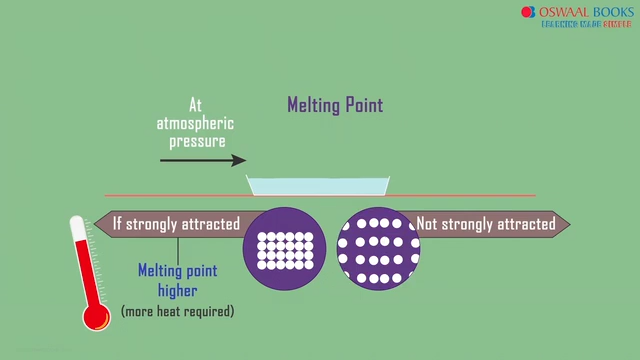 OSWAAL BOOKS
LEARNING MADE SIMPLE
At
atmospheric
pressure
Melting Point
If strongly attracted
Not strongly attracted
Melting point
higher
(more heat required)